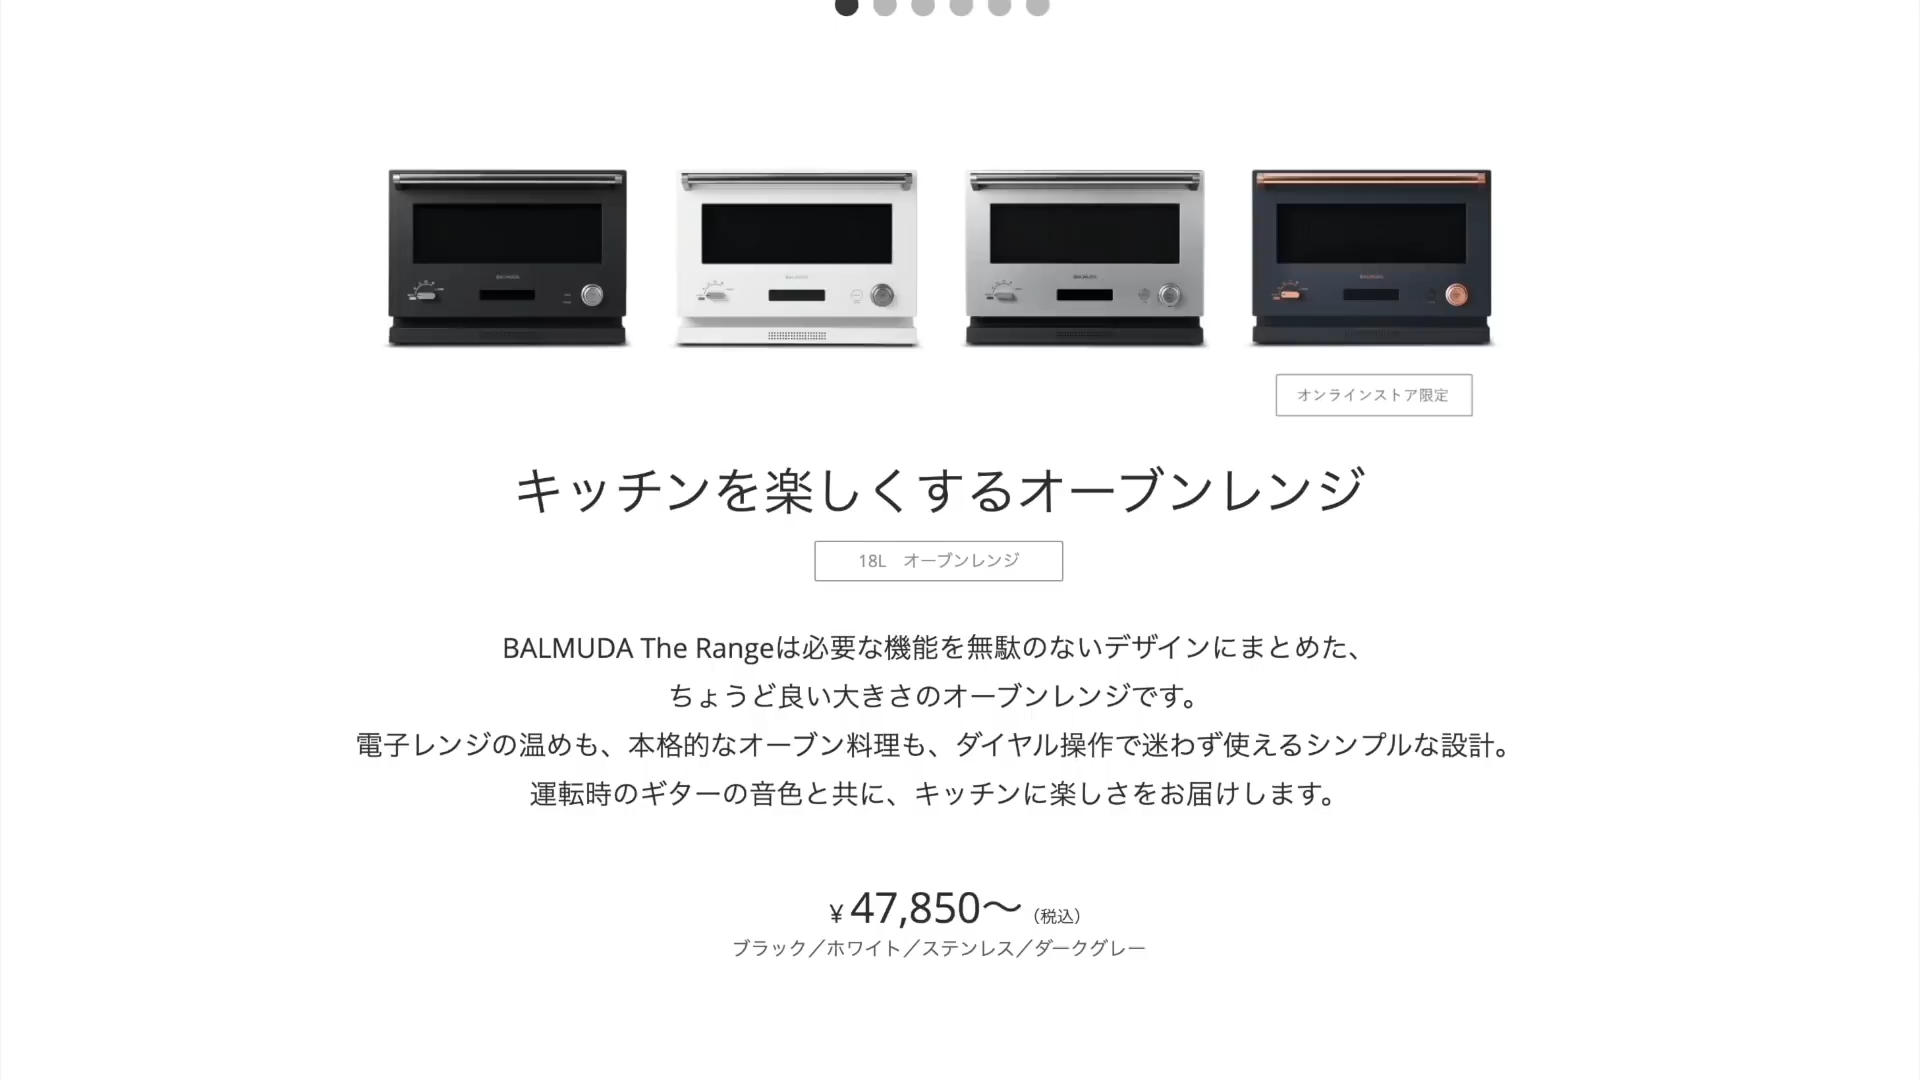 BALMUDA
BALMUDA
BALMUDA
BALMUDA
オンラインストア限定
キッチンを楽しくするオーブンレンジ
18L オーブンレンジ
BALMUDA The Rangeは必要な機能を無駄のないデザインにまとめた、
ちょうど良い大きさのオーブンレンジです。
電子レンジの温めも、本格的なオーブン料理も、ダイヤル操作で迷わず使えるシンプルな設計。
運転時のギターの音色と共に、キッチンに楽しさをお届けします。
¥ 47,850〜 (税込)
ブラック／ホワイト／ステンレス／ダークグレー